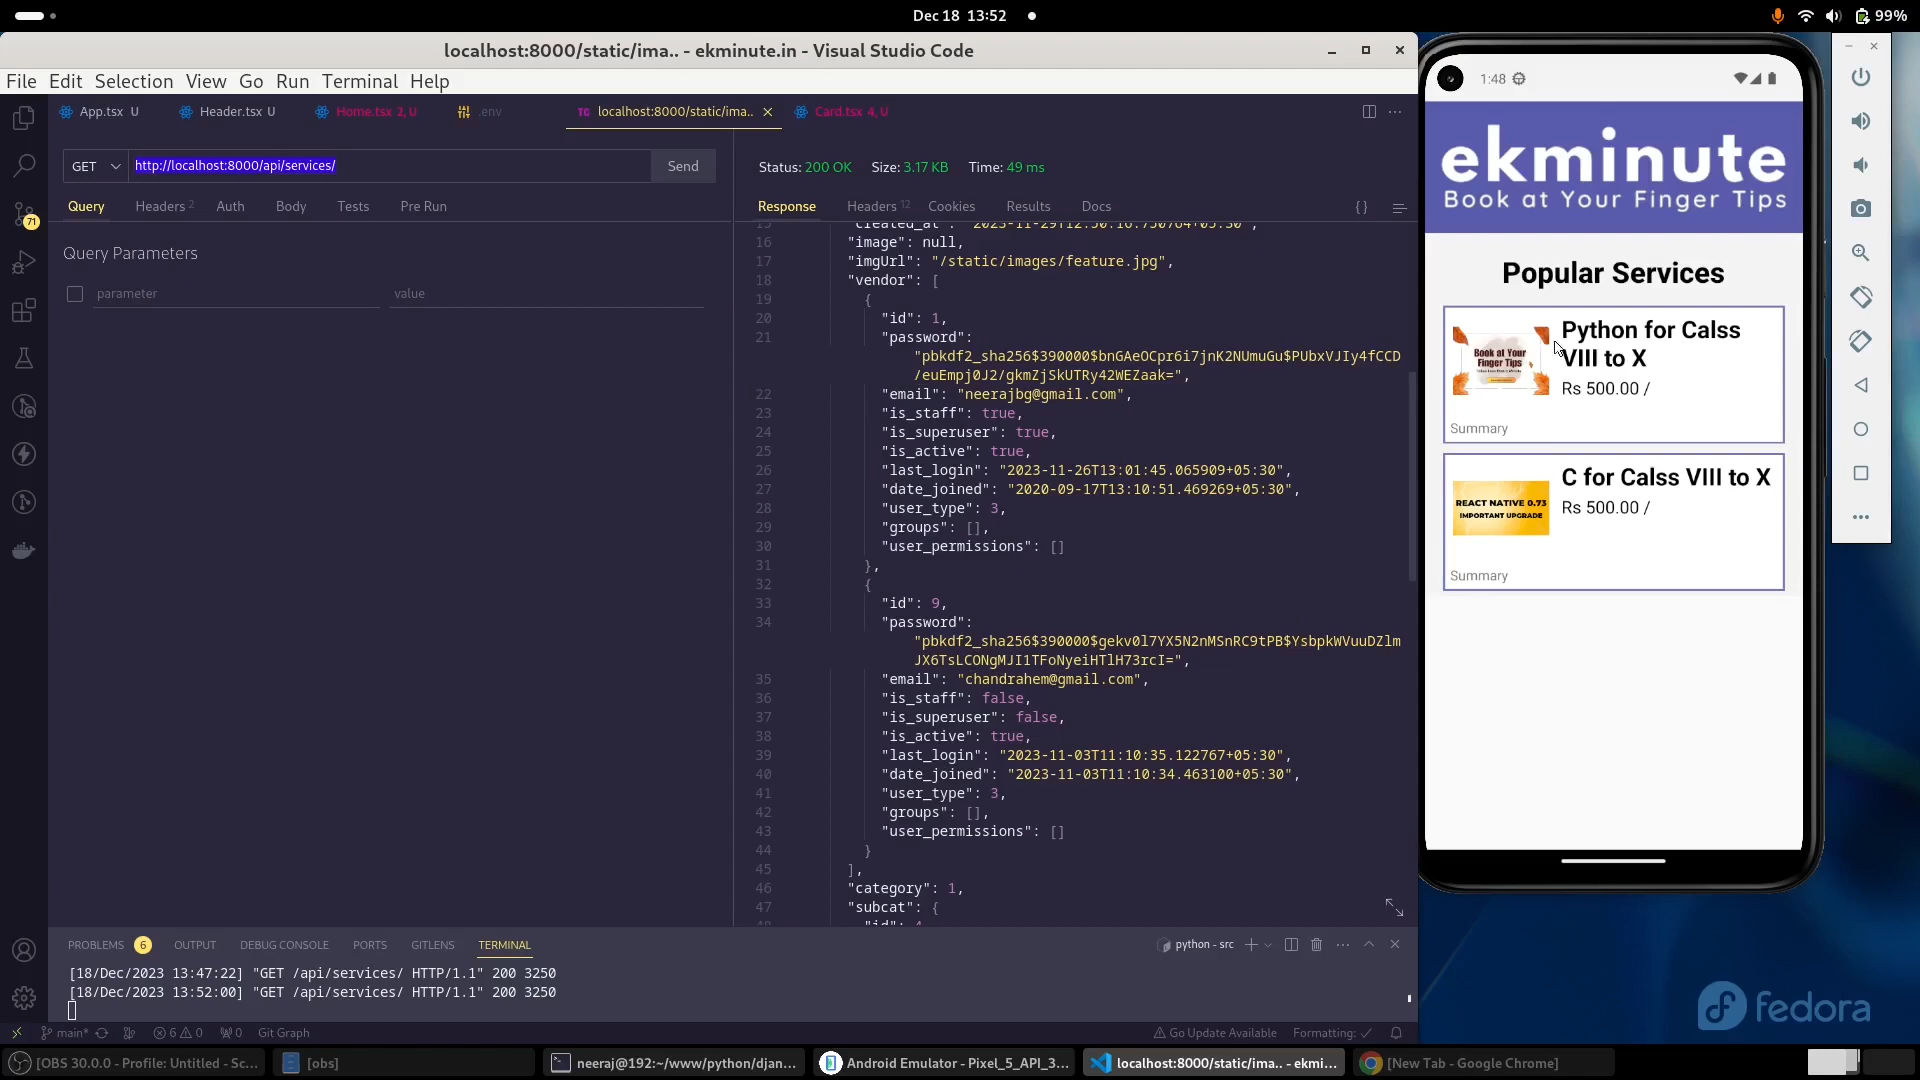 Dec 18 13:52
99%
localhost:8000/static/ima.. - ekminute.in - Visual Studio Code
File Edit Selection View Go Run Terminal Help
App.tsx U
Header.tsx U
Home.tsx 2, U
.env
TC localhost:8000/static/ima..
Card.tsx 4, U
GET http://localhost:8000/api/services/ Send
Query Headers 2 Auth Body Tests Pre Run
Query Parameters
parameter value
71
Status: 200 OK Size: 3.17 KB Time: 49 ms
Response Headers 12 Cookies Results Docs
{ }
16 "image": null,
17 "imgUrl": "/static/images/feature.jpg",
18 "vendor": [
19 {
20 "id": 1,
21 "password":
"pbkdf2_sha256$390000$bnGAeOCpr6i7jnK2NUmuGu$PUbxVJIy4fCCD
/euEmpj0J2/gkmZjSkUTRy42WEZaak=",
22 "email": "neerajbg@gmail.com",
23 "is_staff": true,
24 "is_superuser": true,
25 "is_active": true,
26 "last_login": "2023-11-26T13:01:45.065909+05:30",
27 "date_joined": "2020-09-17T13:10:51.469269+05:30",
28 "user_type": 3,
29 "groups": [],
30 "user_permissions": []
31 },
32 {
33 "id": 9,
34 "password":
"pbkdf2_sha256$390000$gekv0l7YX5N2nMSnRC9tPB$YsbpkWVuuDZlm
JX6TsLCONgMJI1TFoNyeiHTlH73rcI=",
35 "email": "chandrahem@gmail.com",
36 "is_staff": false,
37 "is_superuser": false,
38 "is_active": true,
39 "last_login": "2023-11-03T11:10:35.122767+05:30",
40 "date_joined": "2023-11-03T11:10:34.463100+05:30",
41 "user_type": 3,
42 "groups": [],
43 "user_permissions": []
44 }
45 ],
46 "category": 1,
47 "subcat": {
PROBLEMS 6 OUTPUT DEBUG CONSOLE PORTS GITLENS TERMINAL
python - src
[18/Dec/2023 13:47:22] "GET /api/services/ HTTP/1.1" 200 3250
[18/Dec/2023 13:52:00] "GET /api/services/ HTTP/1.1" 200 3250
main* 6 0 0 Git Graph
Go Update Available Formatting:
1:48
ekminute
Book at Your Finger Tips
Popular Services
Book at Your
Finger Tips
Python for Calss
VIII to X
Rs 500.00 /
Summary
REACT NATIVE 0.73
IMPORTANT UPGRADE
C for Calss VIII to X
Rs 500.00 /
Summary
fedora
[OBS 30.0.0 - Profile: Untitled - Sc...
[obs]
neeraj@192:~/www/python/djan...
Android Emulator - Pixel_5_API_3...
localhost:8000/static/ima.. - ekmi...
[New Tab - Google Chrome]